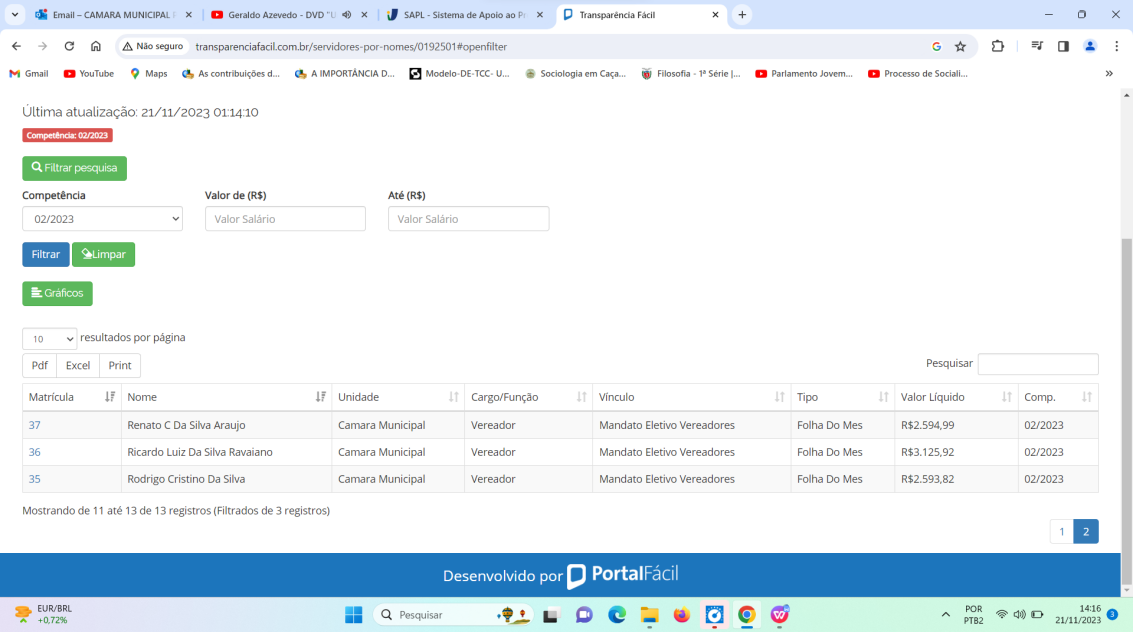 Email – CAMARA MUNICIPAL F
Geraldo Azevedo - DVD "U
SAPL - Sistema de Apoio ao Pr
Transparência Fácil
Não seguro transparenciafacil.com.br/servidores-por-nomes/0192501#openfilter
Gmail YouTube Maps As contribuições d... A IMPORTÂNCIA D... Modelo-DE-TCC- U... Sociologia em Caça... Filosofia - 1ª Série |... Parlamento Jovem... Processo de Sociali...
Última atualização: 21/11/2023 01:14:10
Competência: 02/2023
Filtrar pesquisa
Competência Valor de (R$) Até (R$)
02/2023 Valor Salário Valor Salário
Filtrar Limpar
Gráficos
10 resultados por página
Pdf Excel Print Pesquisar
Matrícula Nome Unidade Cargo/Função Vínculo Tipo Valor Líquido Comp.
37 Renato C Da Silva Araujo Camara Municipal Vereador Mandato Eletivo Vereadores Folha Do Mes R$2.594,99 02/2023
36 Ricardo Luiz Da Silva Ravaiano Camara Municipal Vereador Mandato Eletivo Vereadores Folha Do Mes R$3.125,92 02/2023
35 Rodrigo Cristino Da Silva Camara Municipal Vereador Mandato Eletivo Vereadores Folha Do Mes R$2.593,82 02/2023
Mostrando de 11 até 13 de 13 registros (Filtrados de 3 registros)
1 2
Desenvolvido por PortalFácil
EUR/BRL
+0,72%
Pesquisar
POR
PTB2
14:16
21/11/2023
3